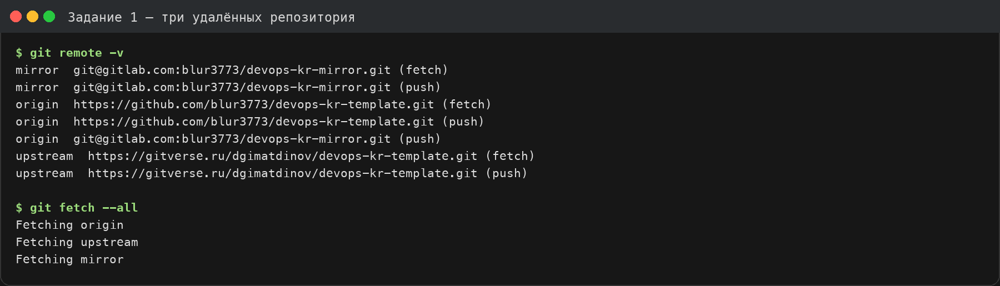 Задание 1 — три удалённых репозитория
$ git remote -v
mirror  git@gitlab.com:blur3773/devops-kr-mirror.git (fetch)
mirror  git@gitlab.com:blur3773/devops-kr-mirror.git (push)
origin  https://github.com/blur3773/devops-kr-template.git (fetch)
origin  https://github.com/blur3773/devops-kr-template.git (push)
origin  git@gitlab.com:blur3773/devops-kr-mirror.git (push)
upstream  https://gitverse.ru/dgimatdinov/devops-kr-template.git (fetch)
upstream  https://gitverse.ru/dgimatdinov/devops-kr-template.git (push)
$ git fetch --all
Fetching origin
Fetching upstream
Fetching mirror